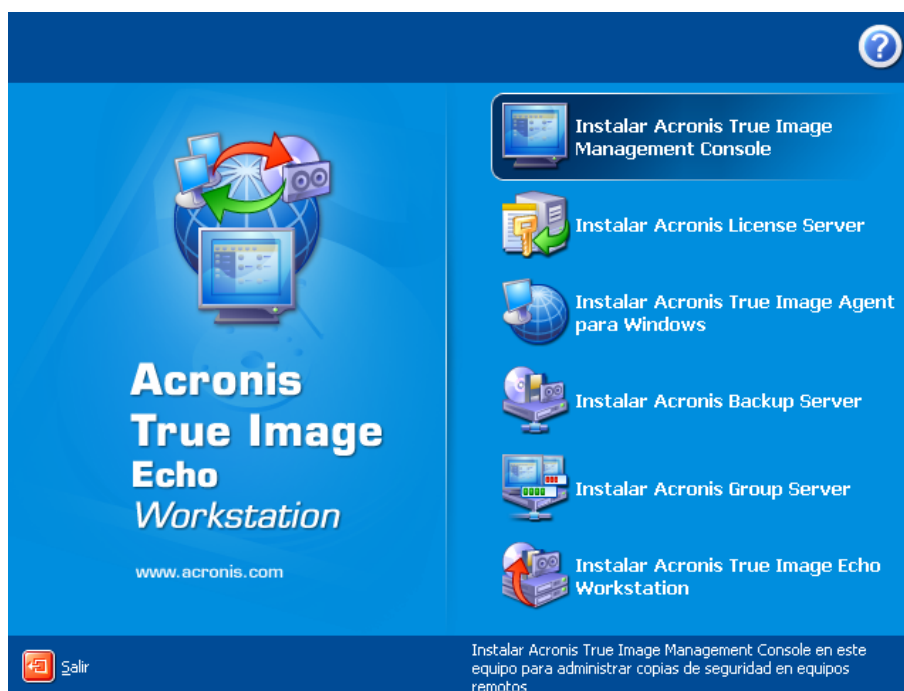 ?
Instalar Acronis True Image
Management Console
Instalar Acronis License Server
Instalar Acronis True Image Agent
para Windows
Instalar Acronis Backup Server
Instalar Acronis Group Server
Instalar Acronis True Image Echo
Workstation
Acronis
True Image
Echo
Workstation
www.acronis.com
Salir
Instalar Acronis True Image Management Console en este
equipo para administrar copias de seguridad en equipos
remotos